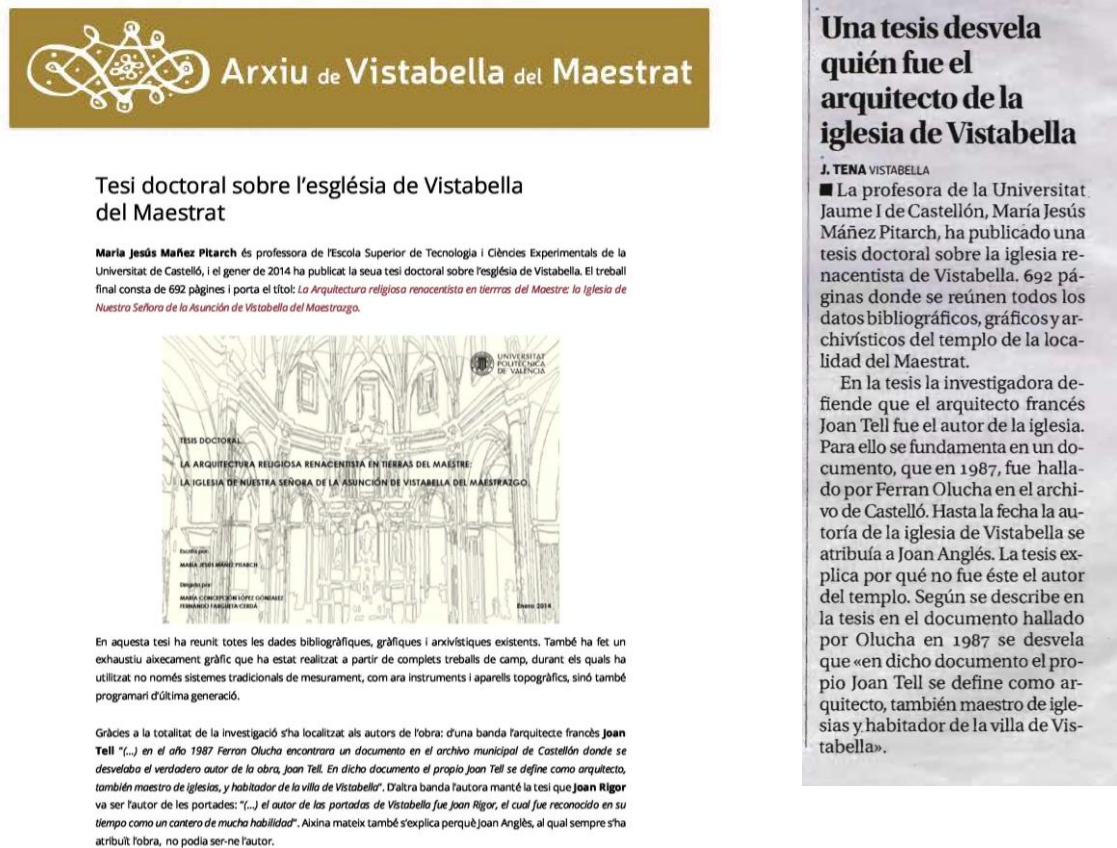 Arxiu de Vistabella del Maestrat
Tesi doctoral sobre l'església de Vistabella
del Maestrat
Maria Jesús Mañez Pitarch és professora de l'Escola Superior de Tecnologia i Ciències Experimentals de la
Universitat de Castelló, i el gener de 2014 ha publicat la seua tesi doctoral sobre l'església de Vistabella. El treball
final consta de 692 pàgines i porta el títol: La Arquitectura religiosa renacentista en tierrras del Maestre: la Iglesia de
Nuestra Señora de la Asunción de Vistabella del Maestrazgo.
UNIVERSITAT
POLITÈCNICA
DE VALÈNCIA
TESIS DOCTORAL
LA ARQUITECTURA RELIGIOSA RENACENTISTA EN TIERRAS DEL MAESTRE:
LA IGLESIA DE NUESTRA SEÑORA DE LA ASUNCIÓN DE VISTABELLA DEL MAESTRAZGO
Escrita por:
MARÍA JESÚS MÁÑEZ PITARCH
Dirigida por:
MARÍA CONCEPCIÓN LÓPEZ GONZÁLEZ
FERNANDO FARGUETA CERDÁ
Enero 2014
En aquesta tesi ha reunit totes les dades bibliogràfiques, gràfiques i arxivístiques existents. També ha fet un
exhaustiu aixecament gràfic que ha estat realitzat a partir de complets treballs de camp, durant els quals ha
utilitzat no només sistemes tradicionals de mesurament, com ara instruments i aparells topogràfics, sinó també
programari d'última generació.
Gràcies a la totalitat de la investigació s'ha localitzat als autors de l'obra: d'una banda l'arquitecte francès Joan
Tell "(...) en el año 1987 Ferran Olucha encontrara un documento en el archivo municipal de Castellón donde se
desvelaba el verdadero autor de la obra, Joan Tell. En dicho documento el propio Joan Tell se define como arquitecto,
también maestro de iglesias, y habitador de la villa de Vistabella". D'altra banda l'autora manté la tesi que Joan Rigor
va ser l'autor de les portades: "(...) el autor de las portadas de Vistabella fue Joan Rigor, el cual fue reconocido en su
tiempo como un cantero de mucha habilidad". Aixina mateix també s'explica perquè Joan Anglès, al qual sempre s'ha
atribuït l'obra, no podia ser-ne l'autor.
Una tesis desvela
quién fue el
arquitecto de la
iglesia de Vistabella
J. TENA VISTABELLA
■ La profesora de la Universitat
Jaume I de Castellón, María Jesús
Máñez Pitarch, ha publicado una
tesis doctoral sobre la iglesia re-
nacentista de Vistabella. 692 pá-
ginas donde se reúnen todos los
datos bibliográficos, gráficos y ar-
chivísticos del templo de la loca-
lidad del Maestrat.
En la tesis la investigadora de-
fiende que el arquitecto francés
Joan Tell fue el autor de la iglesia.
Para ello se fundamenta en un do-
cumento, que en 1987, fue halla-
do por Ferran Olucha en el archi-
vo de Castelló. Hasta la fecha la au-
toría de la iglesia de Vistabella se
atribuía a Joan Anglés. La tesis ex-
plica por qué no fue éste el autor
del templo. Según se describe en
la tesis en el documento hallado
por Olucha en 1987 se desvela
que «en dicho documento el pro-
pio Joan Tell se define como ar-
quitecto, también maestro de igle-
sias y habitador de la villa de Vis-
tabella».